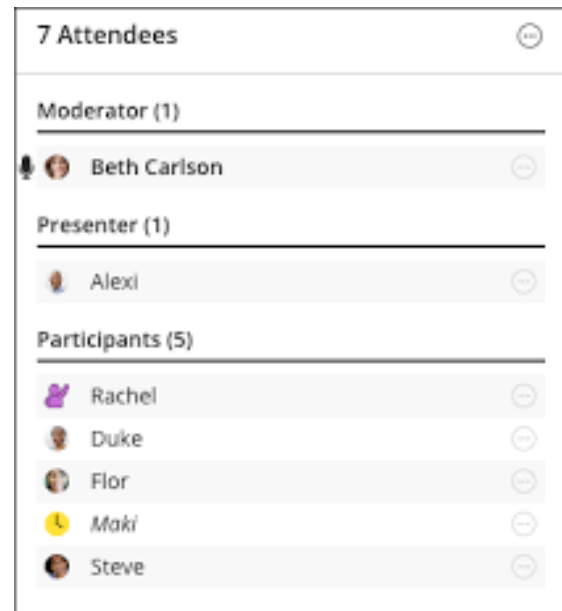 7 Attendees
Moderator (1)
Beth Carlson
Presenter (1)
Alexi
Participants (5)
Rachel
Duke
Flor
Maki
Steve